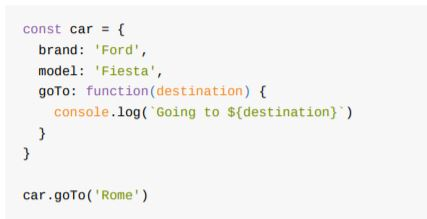 const car = {
  brand: 'Ford',
  model: 'Fiesta',
  goTo: function(destination) {
    console.log(`Going to ${destination}`)
  }
}

car.goTo('Rome')